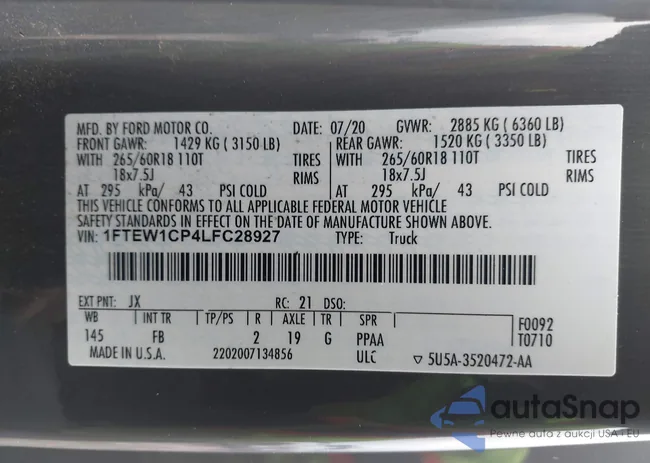 MFD. BY FORD MOTOR CO. DATE: 07/20 GVWR: 2885 KG ( 6360 LB)
FRONT GAWR: 1429 KG ( 3150 LB) REAR GAWR: 1520 KG ( 3350 LB)
WITH 265/60R18 110T TIRES WITH 265/60R18 110T TIRES
18x7.5J RIMS 18x7.5J RIMS
AT 295 kPa/ 43 PSI COLD AT 295 kPa/ 43 PSI COLD
THIS VEHICLE CONFORMS TO ALL APPLICABLE FEDERAL MOTOR VEHICLE
SAFETY STANDARDS IN EFFECT ON THE DATE OF MANUFACTURE SHOWN ABOVE.
VIN: 1FTEW1CP4LFC28927 TYPE: Truck
EXT PNT: JX RC: 21 DSO:
WB INT TR TP/PS R AXLE TR SPR F0092
145 FB 2 19 G PPAA T0710
MADE IN U.S.A. 2202007134856 ULC ▽ 5U5A-3520472-AA
autoSnap
Pewne auta z aukcji USA i EU